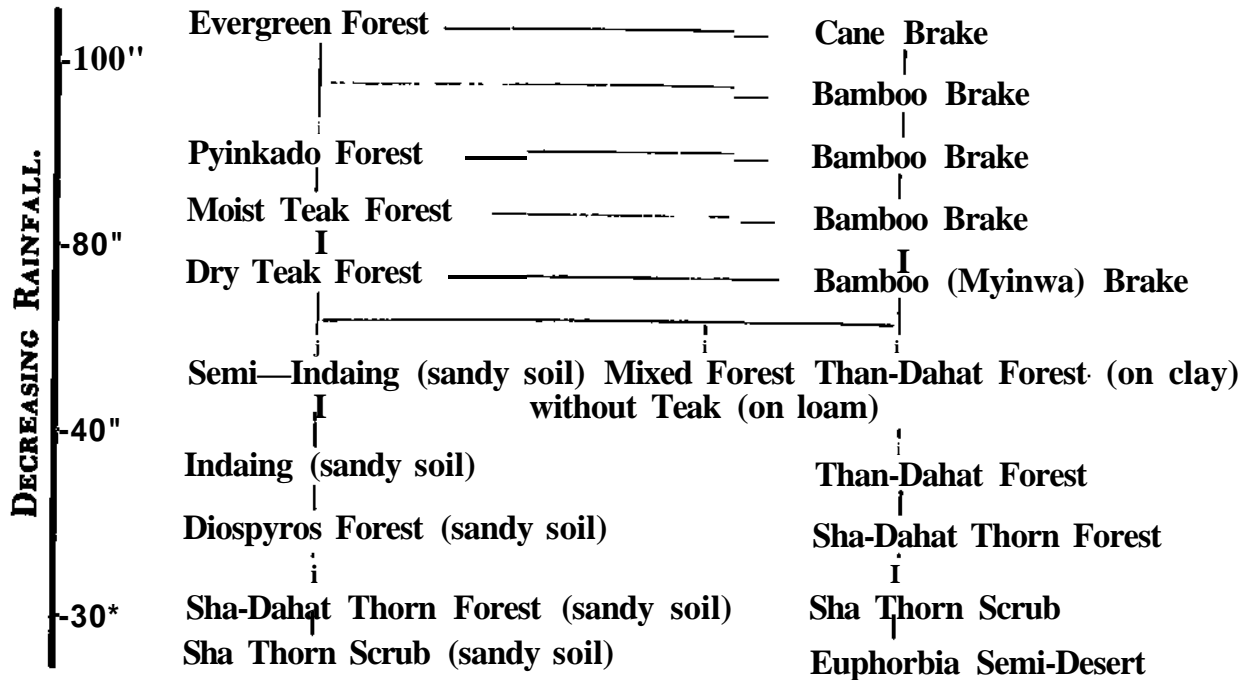 Evergreen Forest Cane Brake
-100"
Bamboo Brake
Pyinkado Forest Bamboo Brake
Moist Teak Forest Bamboo Brake
-80"
Dry Teak Forest Bamboo (Myinwa) Brake
DECREASING RAINFALL.
Semi—Indaing (sandy soil) Mixed Forest Than-Dahat Forest (on clay)
without Teak (on loam)
-40"
Indaing (sandy soil) Than-Dahat Forest
Diospyros Forest (sandy soil) Sha-Dahat Thorn Forest
-30* Sha-Dahat Thorn Forest (sandy soil) Sha Thorn Scrub
Sha Thorn Scrub (sandy soil) Euphorbia Semi-Desert